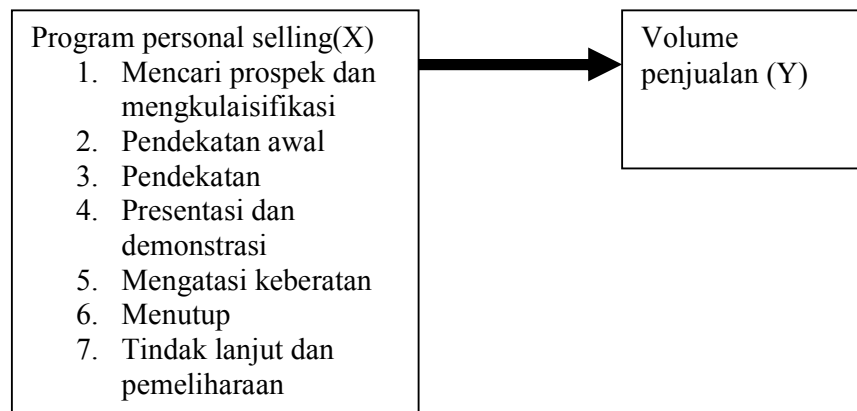 Program personal selling(X)
1. Mencari prospek dan
mengkulaisifikasi
2. Pendekatan awal
3. Pendekatan
4. Presentasi dan
demonstrasi
5. Mengatasi keberatan
6. Menutup
7. Tindak lanjut dan
pemeliharaan
Volume
penjualan (Y)